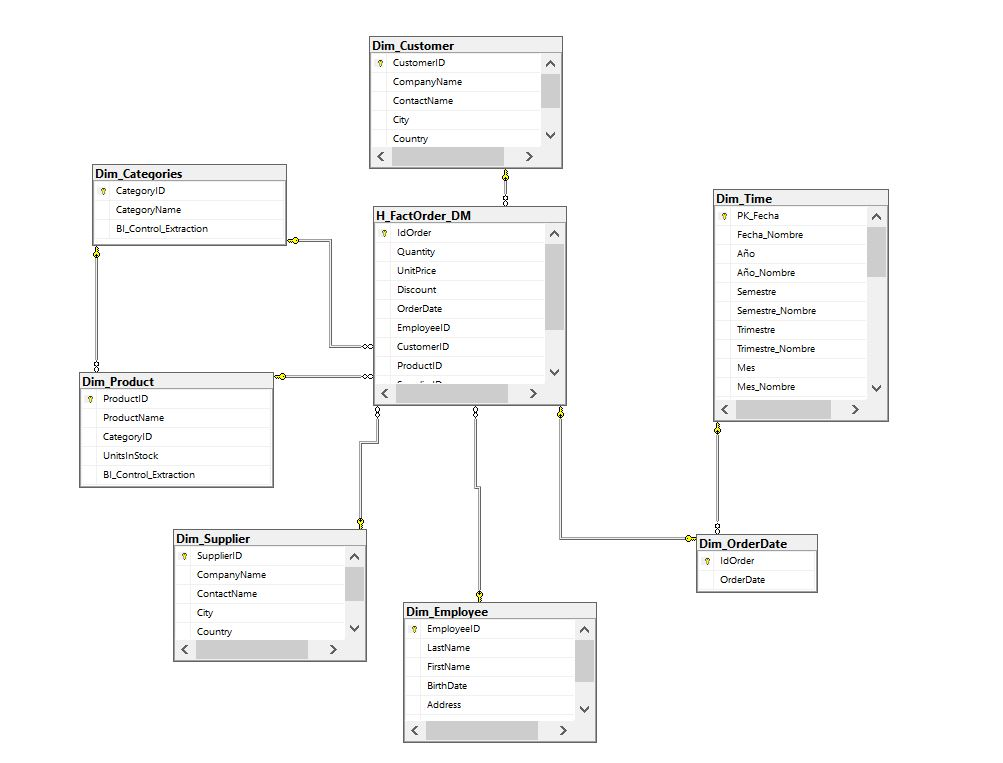 Dim_Customer
CustomerID
CompanyName
ContactName
City
Country
Dim_Categories
CategoryID
CategoryName
BI_Control_Extraction
H_FactOrder_DM
IdOrder
Quantity
UnitPrice
Discount
OrderDate
EmployeeID
CustomerID
ProductID
Dim_Time
PK_Fecha
Fecha_Nombre
Año
Año_Nombre
Semestre
Semestre_Nombre
Trimestre
Trimestre_Nombre
Mes
Mes_Nombre
Dim_Product
ProductID
ProductName
CategoryID
UnitsInStock
BI_Control_Extraction
Dim_Supplier
SupplierID
CompanyName
ContactName
City
Country
Dim_OrderDate
IdOrder
OrderDate
Dim_Employee
EmployeeID
LastName
FirstName
BirthDate
Address